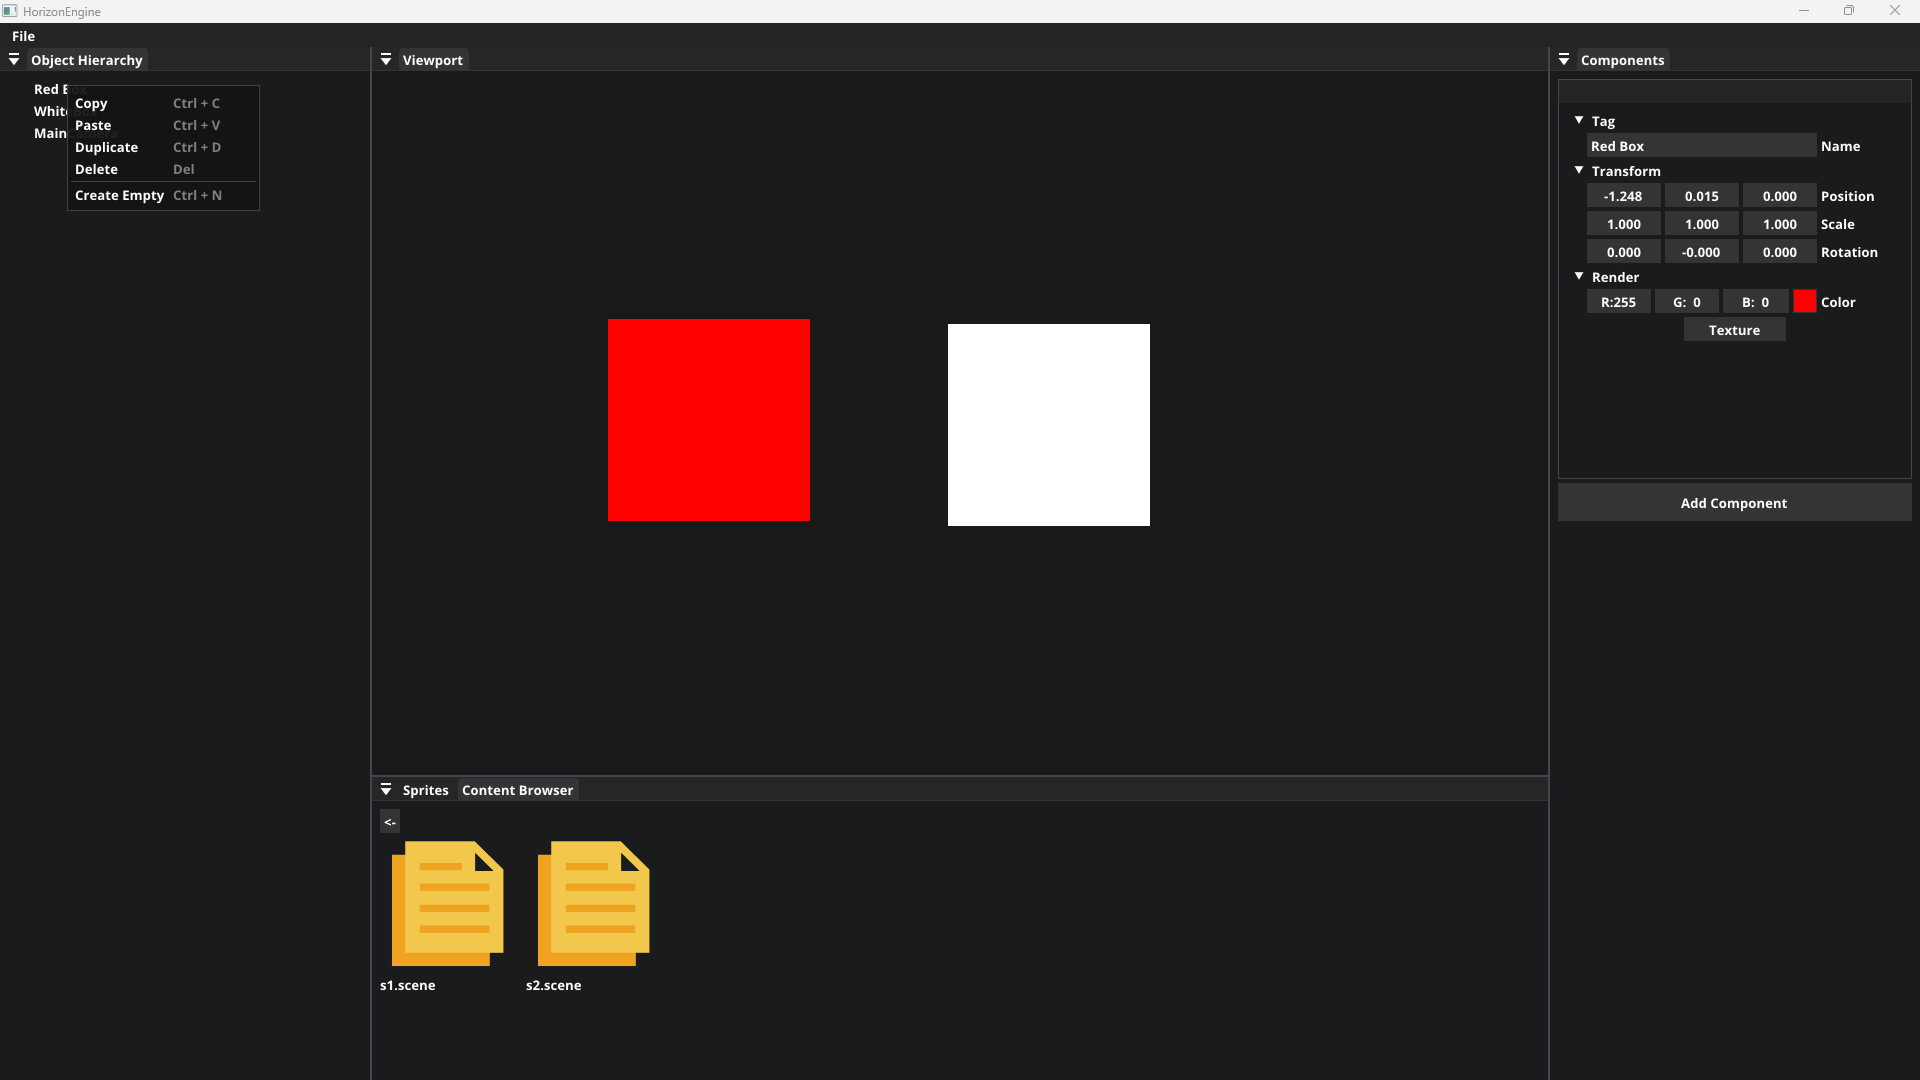 HorizonEngine
File
Object Hierarchy
Red
Copy Ctrl + C
Paste Ctrl + V
Duplicate Ctrl + D
Delete Del
Create Empty Ctrl + N
Viewport
Components
Tag
Red Box Name
Transform
-1.248 0.015 0.000 Position
1.000 1.000 1.000 Scale
0.000 -0.000 0.000 Rotation
Render
R:255 G: 0 B: 0 Color
Texture
Add Component
Sprites Content Browser
<-
s1.scene s2.scene